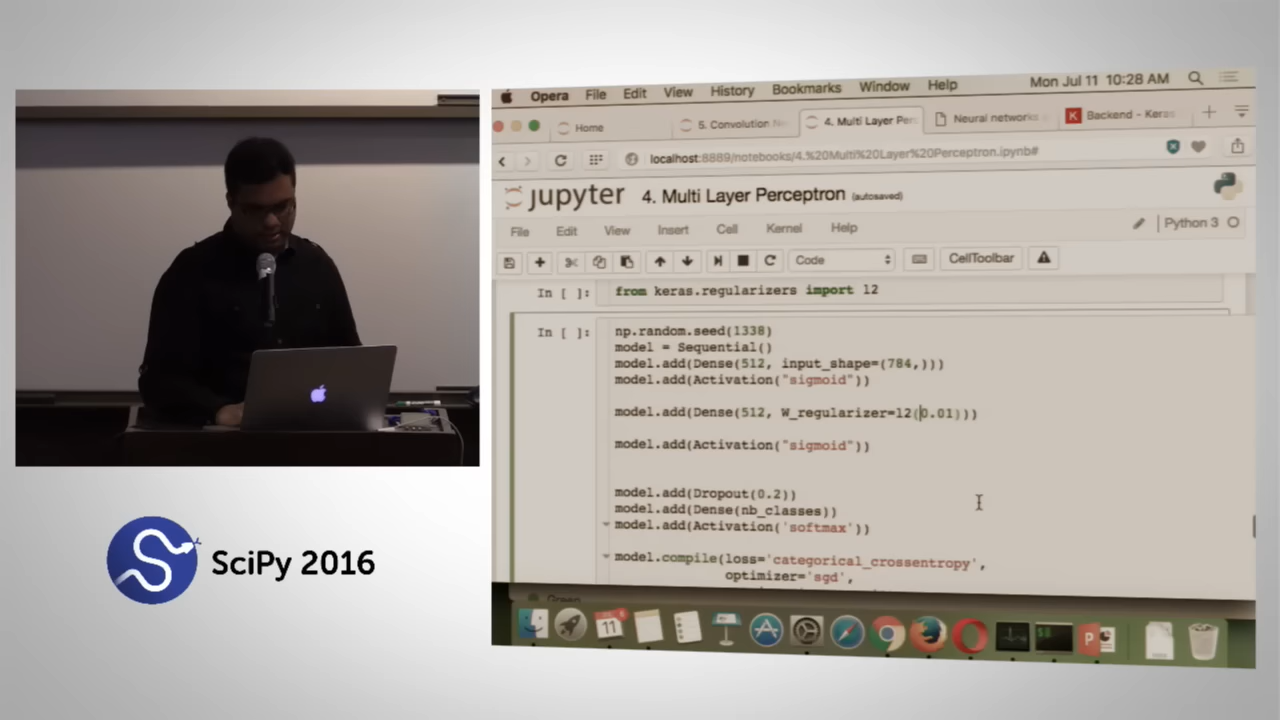 Opera File Edit View History Bookmarks Window Help Mon Jul 11 10:28 AM
Home 5. Convolution Ne 4. Multi Layer Perc Neural networks Backend - Keras
localhost:8889/notebooks/4.%20Multi%20Layer%20Perceptron.ipynb#
jupyter 4. Multi Layer Perceptron (autosaved)
File Edit View Insert Cell Kernel Help Python 3
Code CellToolbar
In [ ]: from keras.regularizers import l2
In [ ]: np.random.seed(1338)
model = Sequential()
model.add(Dense(512, input_shape=(784,)))
model.add(Activation("sigmoid"))
model.add(Dense(512, W_regularizer=l2(0.01)))
model.add(Activation("sigmoid"))
model.add(Dropout(0.2))
model.add(Dense(nb_classes))
model.add(Activation('softmax'))
model.compile(loss='categorical_crossentropy',
optimizer='sgd',
11
SciPy 2016